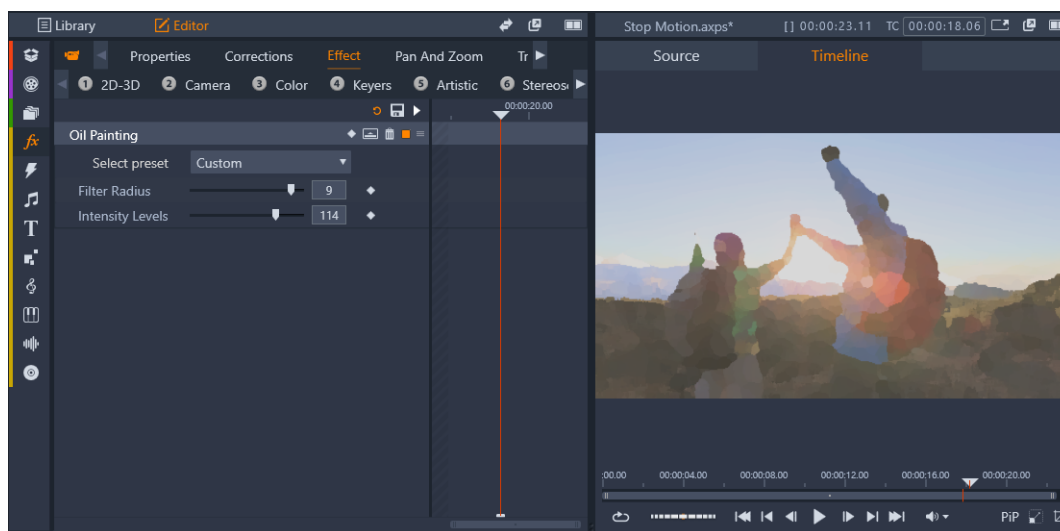 Library Editor Stop Motion.axps* [ ] 00:00:23.11 TC 00:00:18.06
Properties Corrections Effect Pan And Zoom Tr Source Timeline
1 2D-3D 2 Camera 3 Color 4 Keyers 5 Artistic 6 Stereos
00:00:20.00
fx Oil Painting
Select preset Custom
Filter Radius 9
Intensity Levels 114
T
:00.00 00:00:04.00 00:00:08.00 00:00:12.00 00:00:16.00 00:00:20.00
PiP